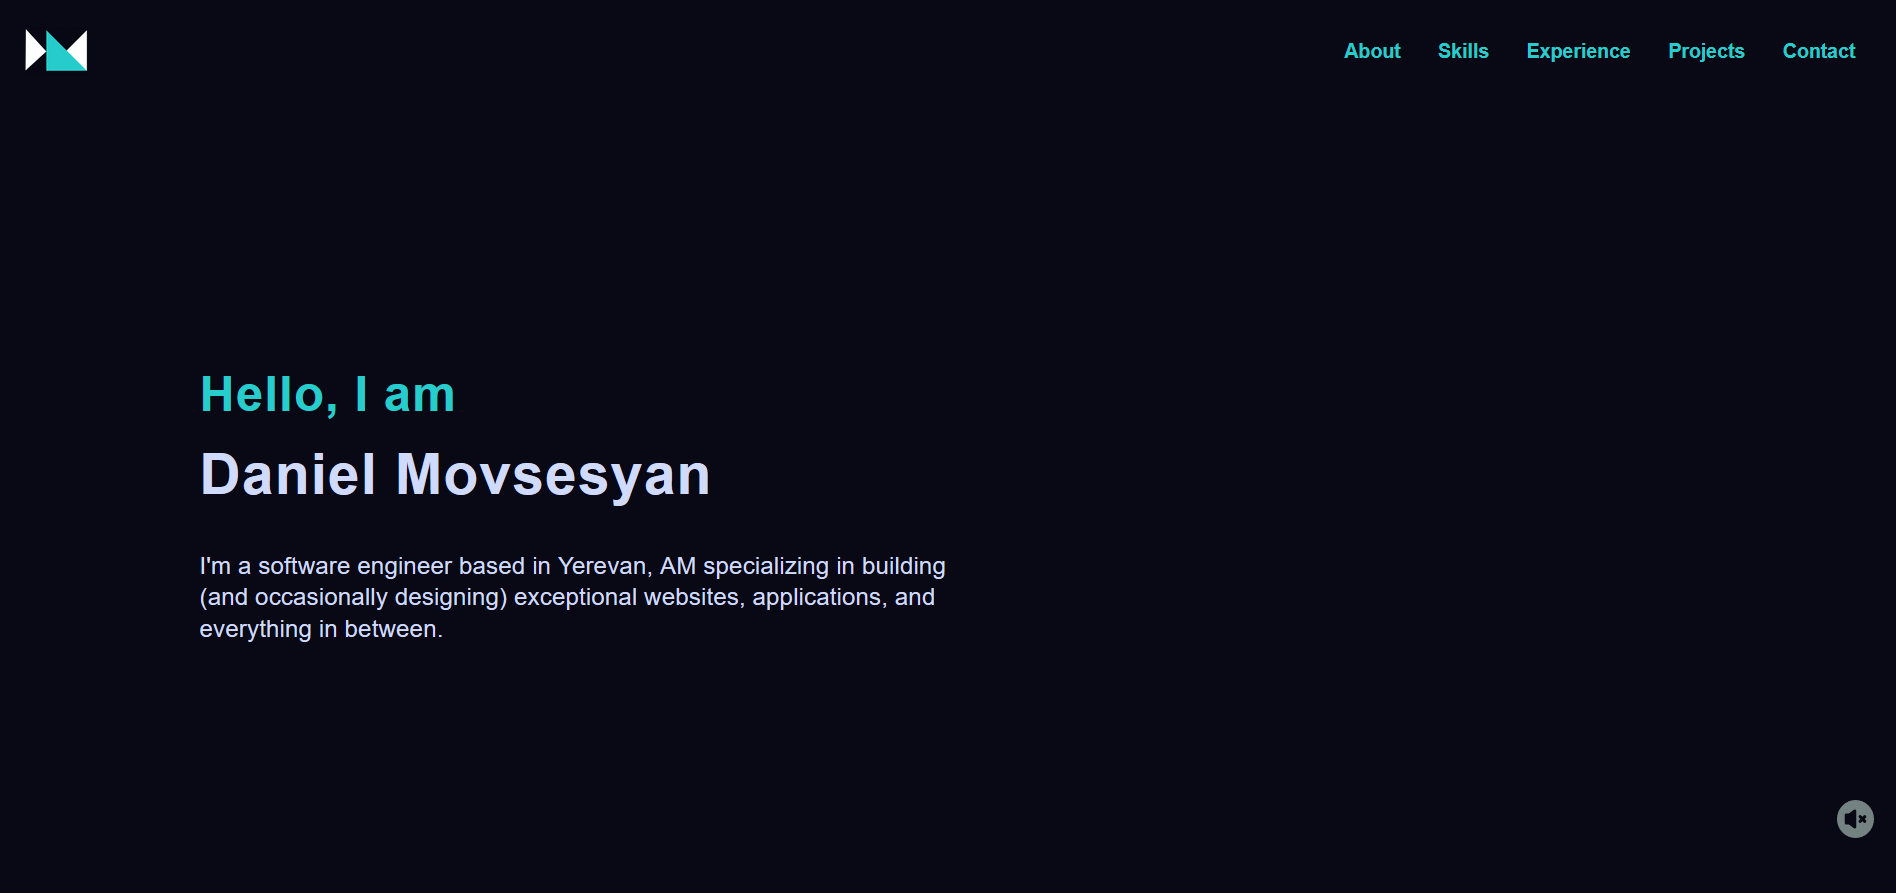 About Skills Experience Projects Contact
Hello, I am
Daniel Movsesyan
I'm a software engineer based in Yerevan, AM specializing in building
(and occasionally designing) exceptional websites, applications, and
everything in between.